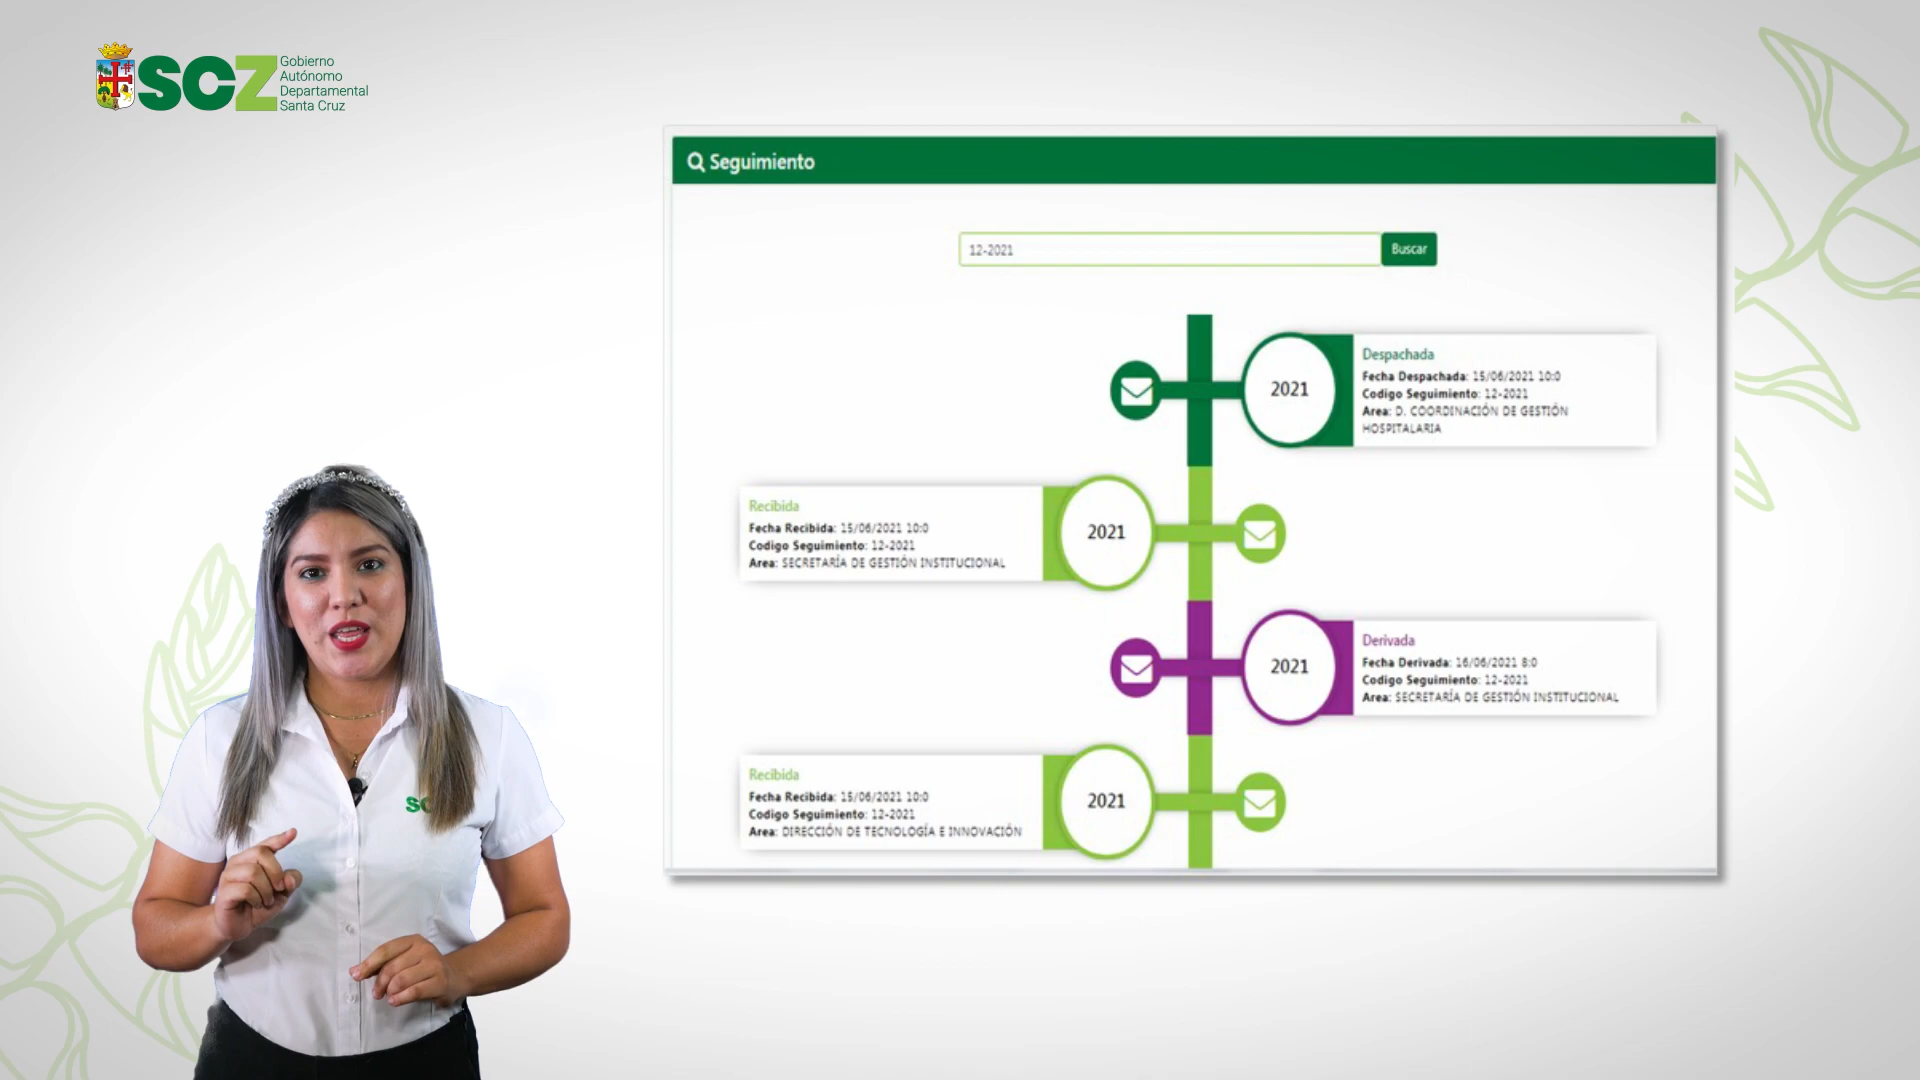 SCZ
Gobierno
Autónomo
Departamental
Santa Cruz
Seguimiento
12-2021
Buscar
2021
Despachada
Fecha Despachada: 15/06/2021 10:0
Codigo Seguimiento: 12-2021
Area: D. COORDINACIÓN DE GESTIÓN
HOSPITALARIA
Recibida
Fecha Recibida: 15/06/2021 10:0
Codigo Seguimiento: 12-2021
Area: SECRETARÍA DE GESTIÓN INSTITUCIONAL
2021
2021
Derivada
Fecha Derivada: 16/06/2021 8:0
Codigo Seguimiento: 12-2021
Area: SECRETARÍA DE GESTIÓN INSTITUCIONAL
Recibida
Fecha Recibida: 15/06/2021 10:0
Codigo Seguimiento: 12-2021
Area: DIRECCIÓN DE TECNOLOGÍA E INNOVACIÓN
2021